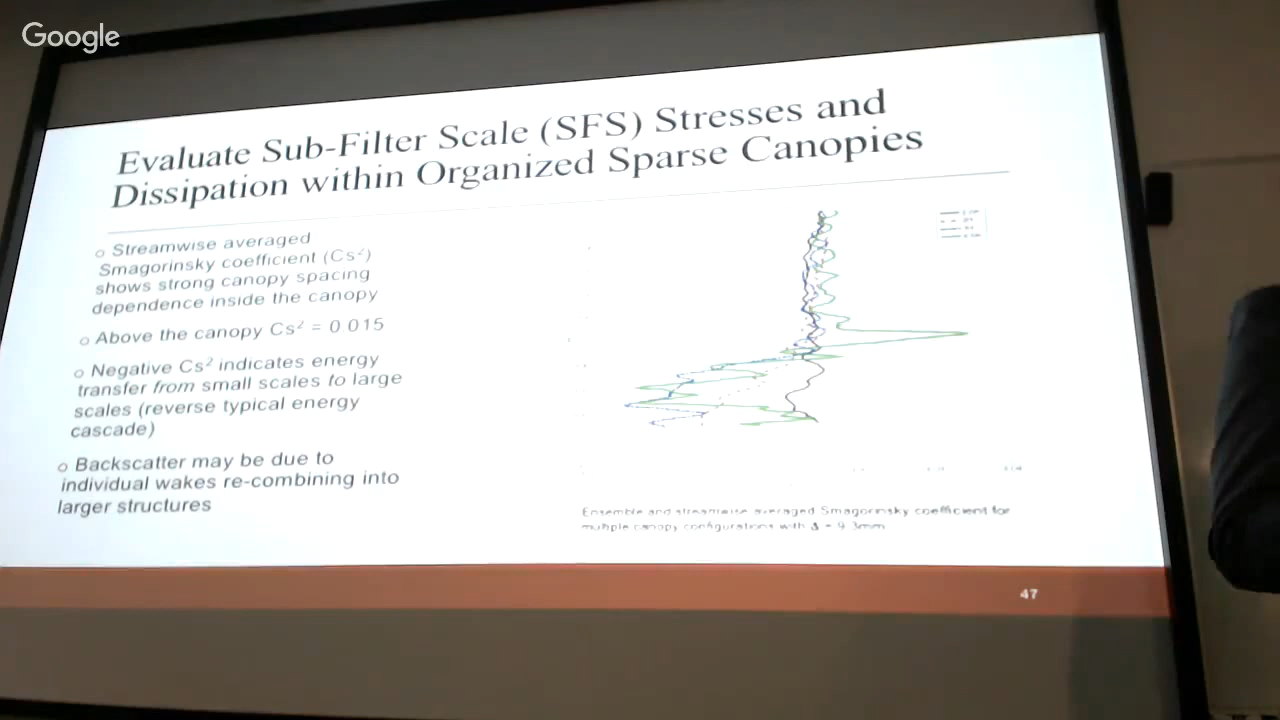 Google
Evaluate Sub-Filter Scale (SFS) Stresses and
Dissipation within Organized Sparse Canopies
o Streamwise averaged
Smagorinsky coefficient (Cs²)
shows strong canopy spacing
dependence inside the canopy
o Above the canopy Cs² = 0.015
o Negative Cs² indicates energy
transfer from small scales to large
scales (reverse typical energy
cascade)
o Backscatter may be due to
individual wakes re-combining into
larger structures
Ensemble and streamwise averaged Smagorinsky coefficient for
multiple canopy configurations with Δ = 9.3mm
47